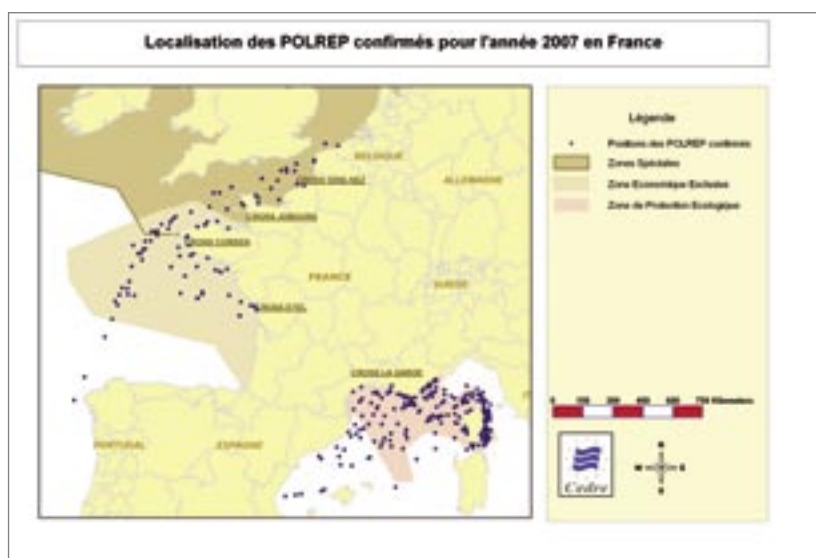 Localisation des POLREP confirmés pour l'année 2007 en France
Légende
Positions des POLREP confirmés
Zones Spéciales
Zone Economique Exclusive
Zone de Protection Ecologique
BELGIQUE
ALLEMAGNE
CROSS GRIS-NEZ
CROSS JOBOURG
CROSS CORSEN
FRANCE
SUISSE
CROSS ETEL
CROSS LA GARDE
PORTUGAL
ESPAGNE
750 Kilometers
Cedre
N
S